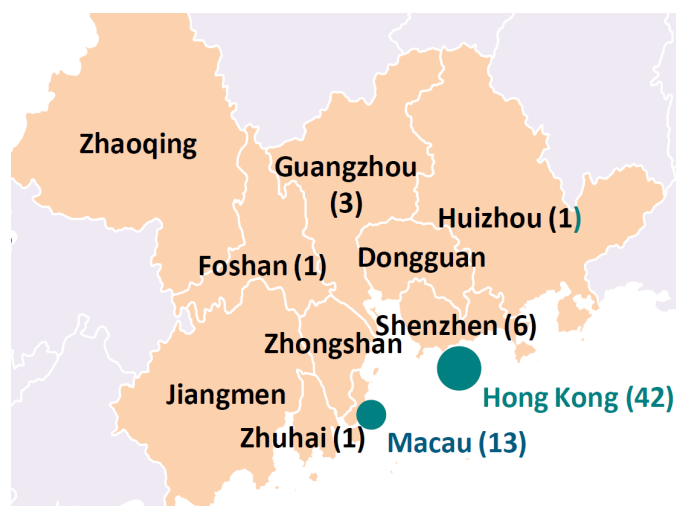 Zhaoqing
Guangzhou
(3)
Huizhou (1)
Foshan (1)
Dongguan
Shenzhen (6)
Zhongshan
Jiangmen
Hong Kong (42)
Zhuhai (1)
Macau (13)